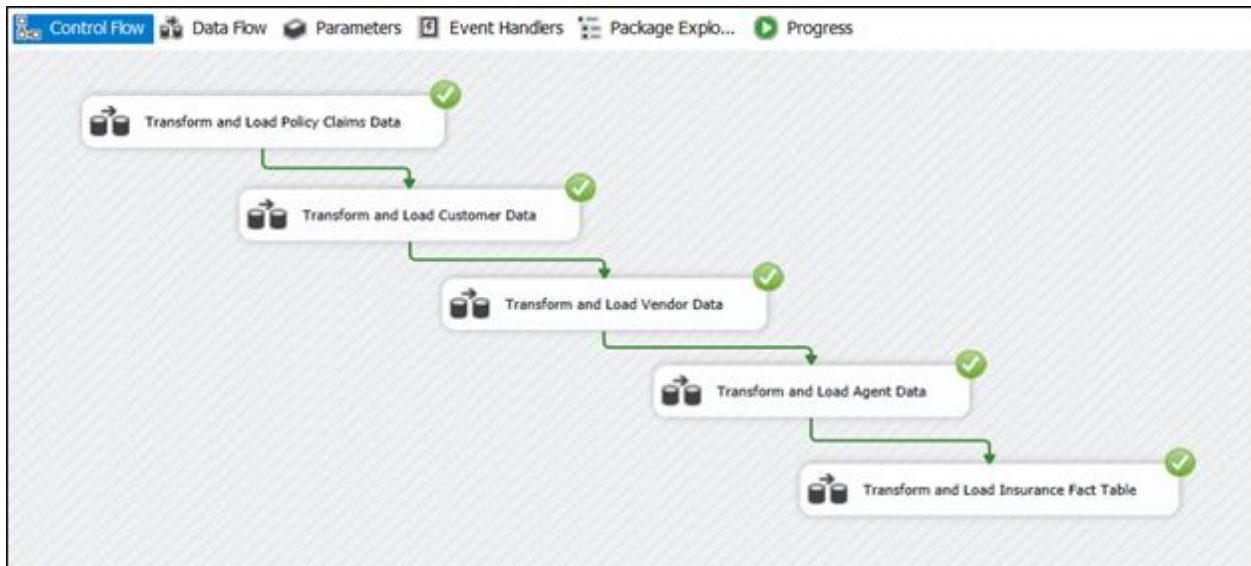 Control Flow Data Flow Parameters Event Handlers Package Explo... Progress
Transform and Load Policy Claims Data
Transform and Load Customer Data
Transform and Load Vendor Data
Transform and Load Agent Data
Transform and Load Insurance Fact Table